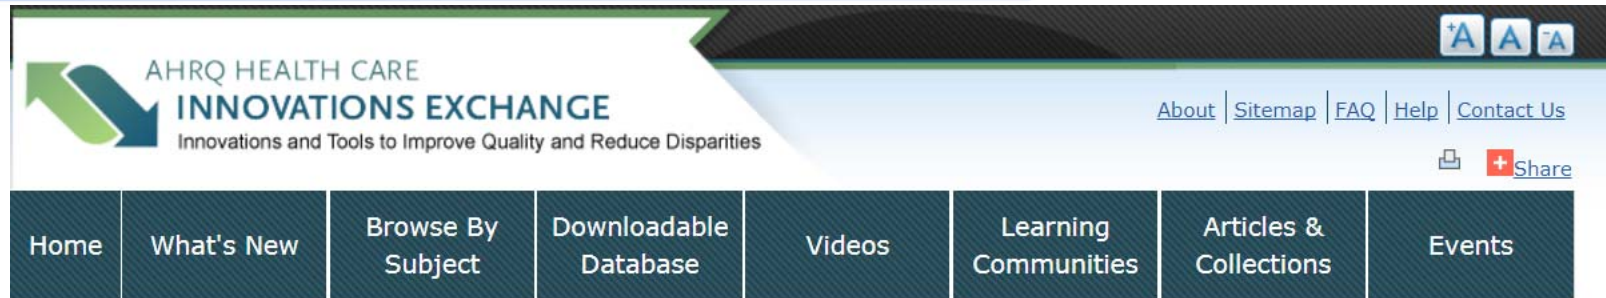 +A A -A
AHRQ HEALTH CARE
INNOVATIONS EXCHANGE
Innovations and Tools to Improve Quality and Reduce Disparities
About | Sitemap | FAQ | Help | Contact Us
Share
Home
What's New
Browse By
Subject
Downloadable
Database
Videos
Learning
Communities
Articles &
Collections
Events